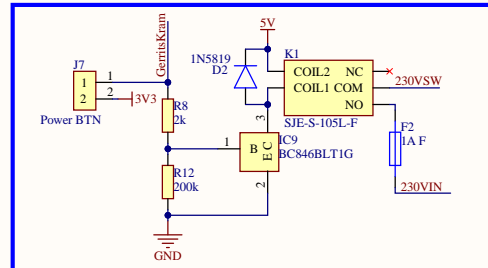 GerritsKram
J7
1
1
2
2
3V3
Power BTN
R8
2k
R12
200k
GND
5V
1N5819
D2
K1
COIL2 NC
COIL1 COM
NO
SJE-S-105L-F
230VSW
F2
1A F
230VIN
3
1
B
E C
2
IC9
BC846BLT1G